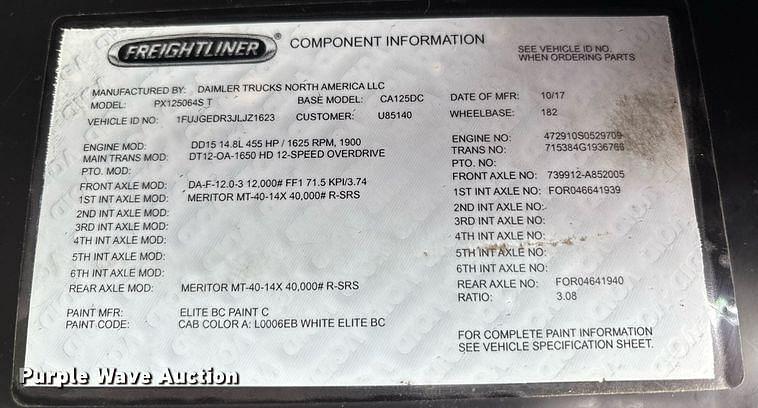 FREIGHTLINER® COMPONENT INFORMATION
SEE VEHICLE ID NO.
WHEN ORDERING PARTS
MANUFACTURED BY: DAIMLER TRUCKS NORTH AMERICA LLC
MODEL: PX125064S T BASE MODEL: CA125DC DATE OF MFR: 10/17
VEHICLE ID NO: 1FUJGEDR3JLJZ1623 CUSTOMER: U85140 WHEELBASE: 182
ENGINE MOD: DD15 14.8L 455 HP / 1625 RPM, 1900 ENGINE NO: 472910S0529709
MAIN TRANS MOD: DT12-OA-1650 HD 12-SPEED OVERDRIVE TRANS NO: 715384G1936766
PTO. MOD: PTO. NO:
FRONT AXLE MOD: DA-F-12.0-3 12,000# FF1 71.5 KPI/3.74 FRONT AXLE NO: 739912-A852005
1ST INT AXLE MOD: MERITOR MT-40-14X 40,000# R-SRS 1ST INT AXLE NO: FOR046641939
2ND INT AXLE MOD: 2ND INT AXLE NO:
3RD INT AXLE MOD: 3RD INT AXLE NO:
4TH INT AXLE MOD: 4TH INT AXLE NO:
5TH INT AXLE MOD: 5TH INT AXLE NO:
6TH INT AXLE MOD: 6TH INT AXLE NO:
REAR AXLE MOD: MERITOR MT-40-14X 40,000# R-SRS REAR AXLE NO: FOR04641940
RATIO: 3.08
PAINT MFR: ELITE BC PAINT C
PAINT CODE: CAB COLOR A: L0006EB WHITE ELITE BC
FOR COMPLETE PAINT INFORMATION
SEE VEHICLE SPECIFICATION SHEET.
Purple Wave Auction